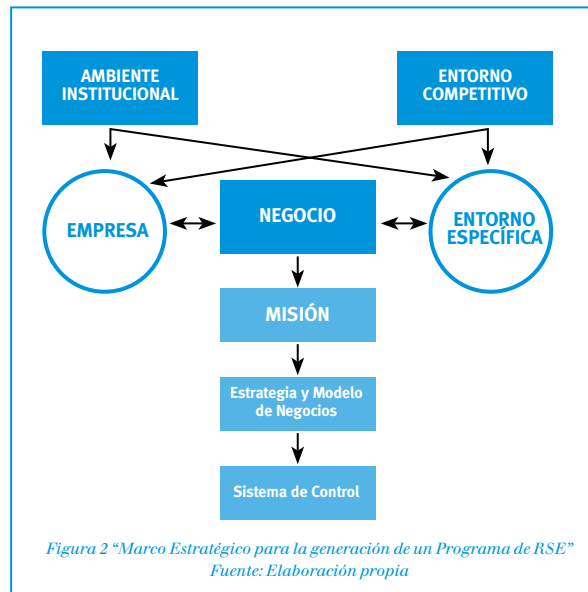 AMBIENTE
INSTITUCIONAL
ENTORNO
COMPETITIVO
EMPRESA
NEGOCIO
ENTORNO
ESPECÍFICA
MISIÓN
Estrategia y Modelo
de Negocios
Sistema de Control
Figura 2 “Marco Estratégico para la generación de un Programa de RSE”
Fuente: Elaboración propia